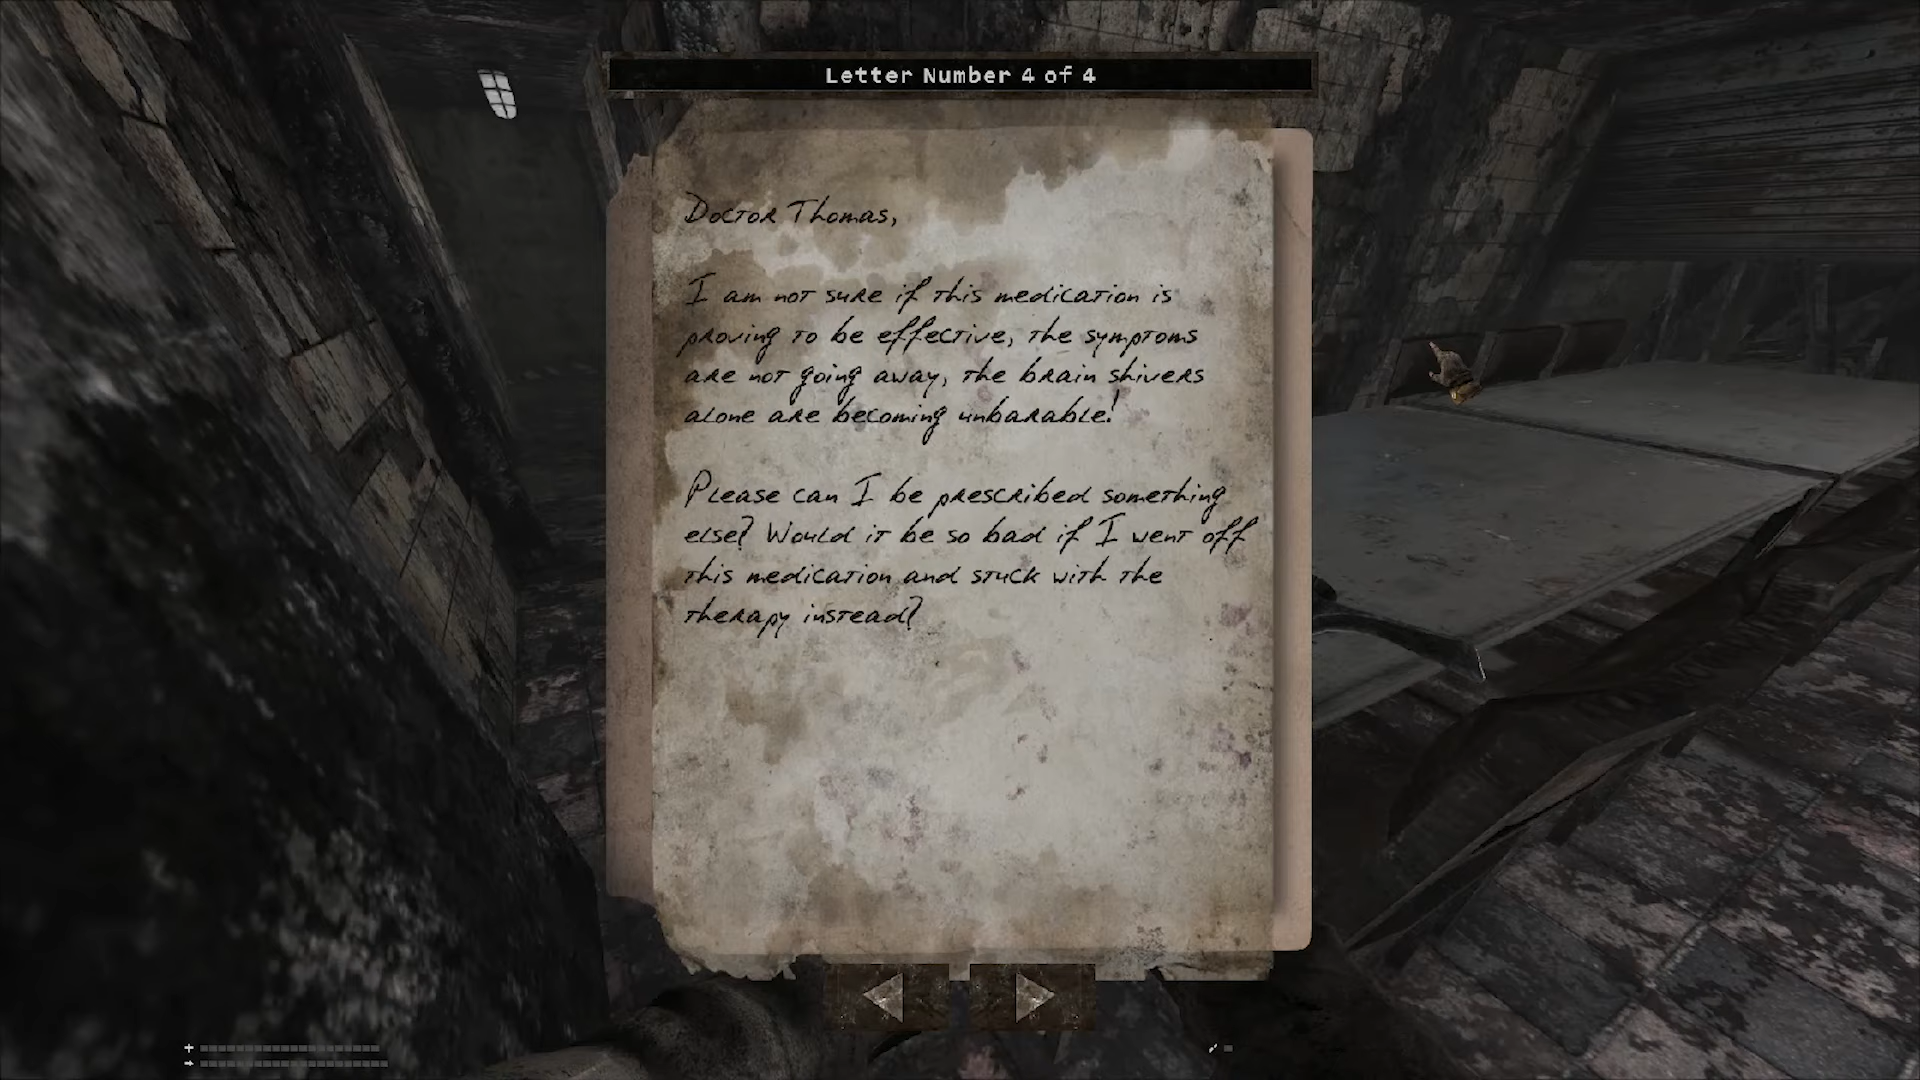 Letter Number 4 of 4
Doctor Thomas,
I am not sure if this medication is
proving to be effective, the symptoms
are not going away, the brain shivers
alone are becoming unbarable!
Please can I be prescribed something
else? Would it be so bad if I went off
this medication and stuck with the
therapy instead?